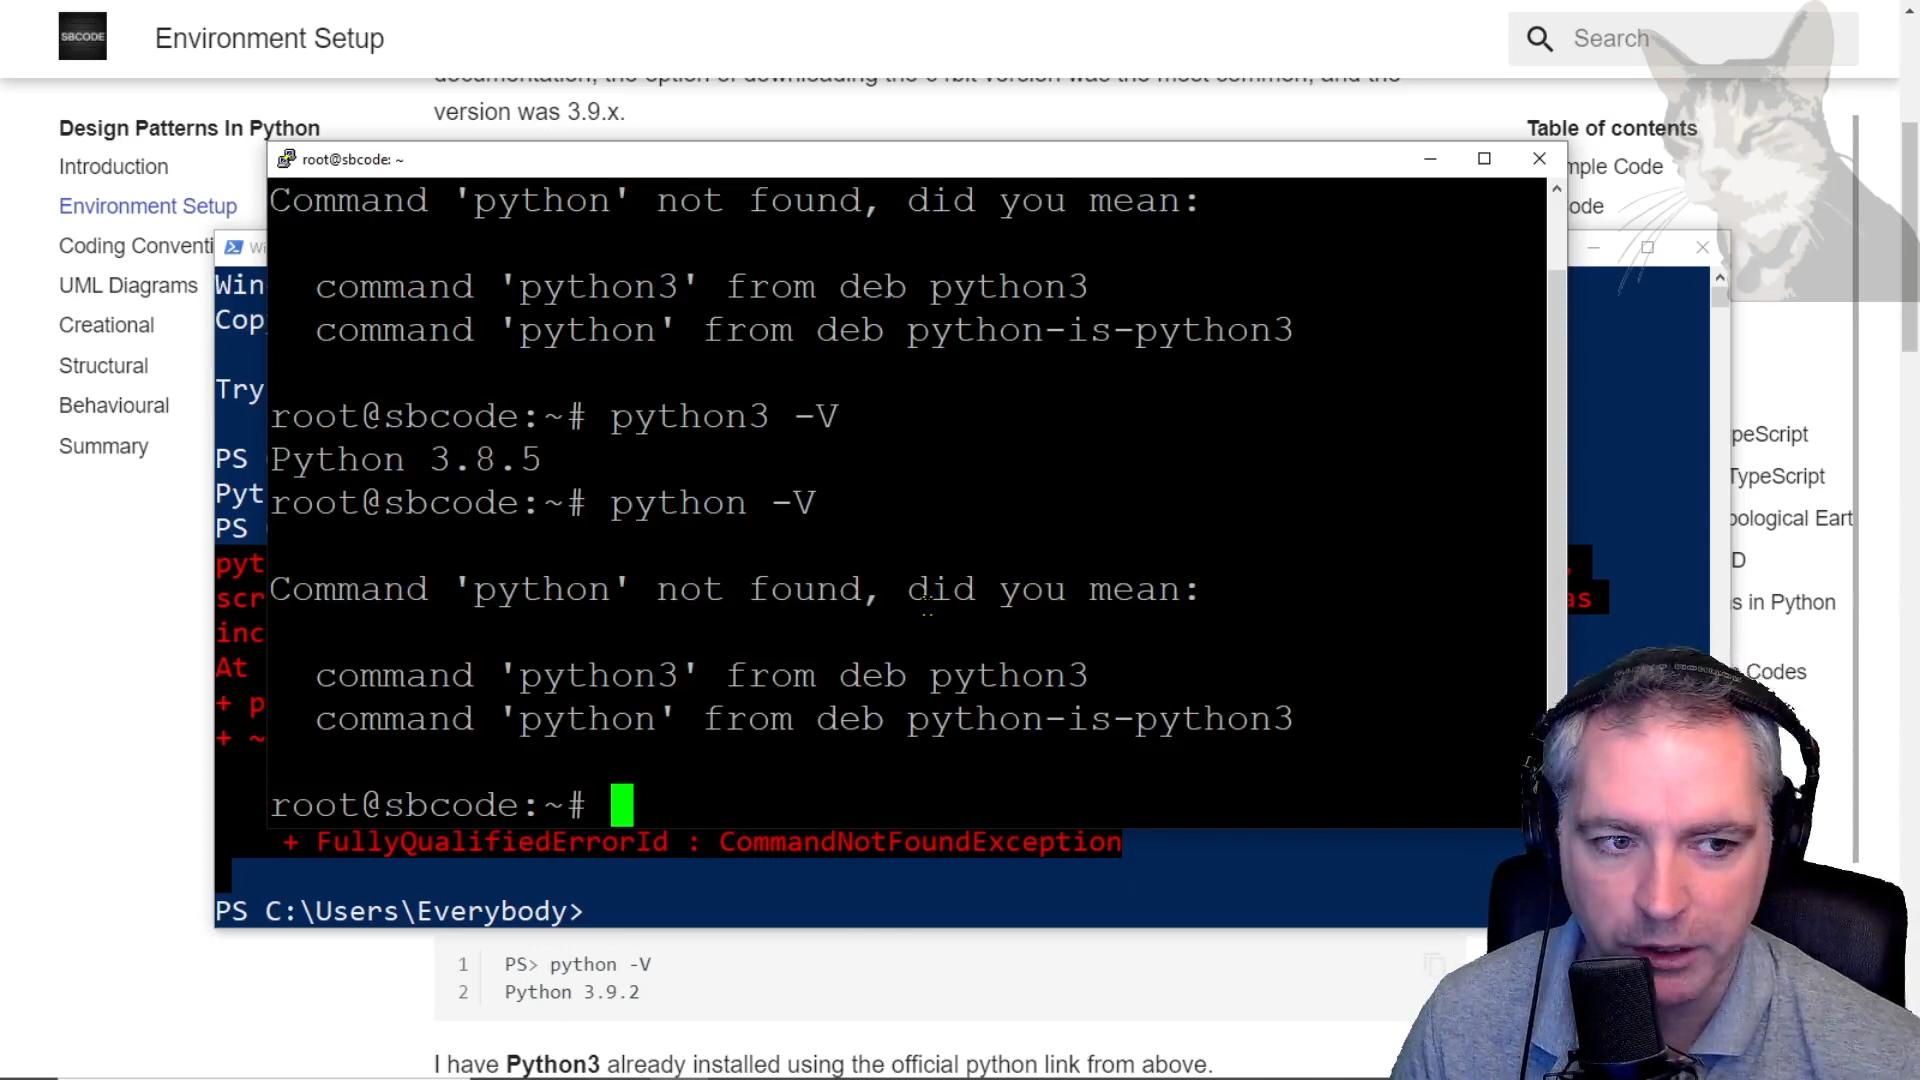 SBCODE
Environment Setup
Search
version was 3.9.x.
Design Patterns In Python
Introduction
Environment Setup
Coding Conventi
UML Diagrams
Creational
Structural
Behavioural
Summary
Table of contents
mple Code
ode
peScript
TypeScript
ological Eart
D
s in Python
Codes
root@sbcode: ~
Command 'python' not found, did you mean:
command 'python3' from deb python3
command 'python' from deb python-is-python3
root@sbcode:~# python3 -V
Python 3.8.5
root@sbcode:~# python -V
Command 'python' not found, did you mean:
command 'python3' from deb python3
command 'python' from deb python-is-python3
root@sbcode:~#
Wi
Win
Cop
Try
PS
Pyt
PS
pyt
scr
inc
At
+ p
+ ~
as
+ FullyQualifiedErrorId : CommandNotFoundException
PS C:\Users\Everybody>
1 PS> python -V
2 Python 3.9.2
I have Python3 already installed using the official python link from above.